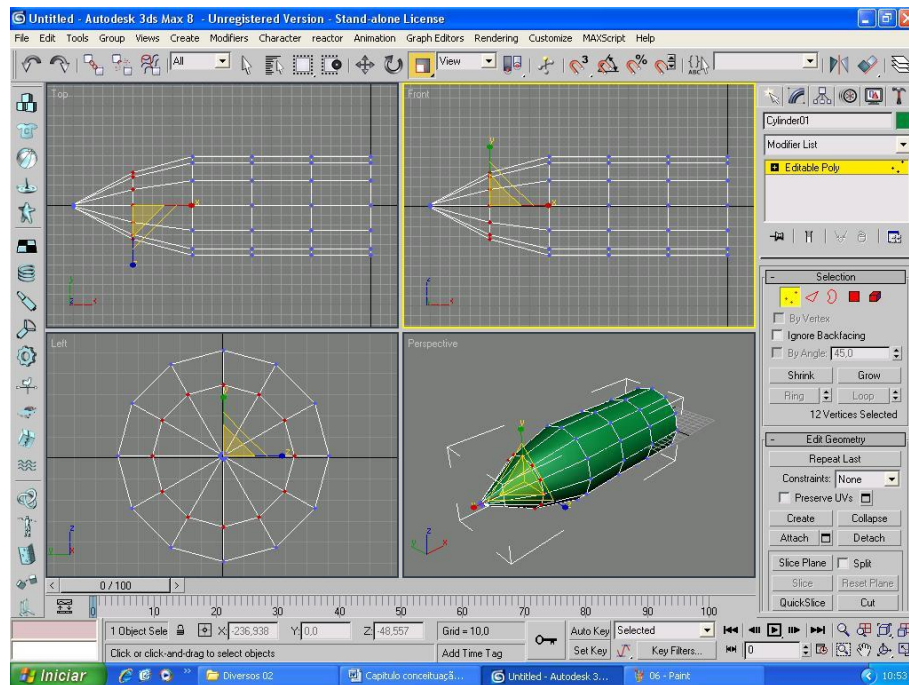 Untitled - Autodesk 3ds Max 8 - Unregistered Version - Stand-alone License
File Edit Tools Group Views Create Modifiers Character reactor Animation Graph Editors Rendering Customize MAXScript Help
All View ABC
Top Front
Cylinder01
Modifier List
Editable Poly
Left Perspective
Selection
By Vertex
Ignore Backfacing
By Angle: 45,0
Shrink Grow
Ring Loop
12 Vertices Selected
Edit Geometry
Repeat Last
Constraints: None
Preserve UVs
Create Collapse
Attach Detach
Slice Plane Split
Slice Reset Plane
QuickSlice Cut
0 / 100
0 10 20 30 40 50 60 70 80 90 100
1 Object Sele X: -236,938 Y: 0,0 Z: -48,557 Grid = 10,0 Auto Key Selected
Click or click-and-drag to select objects Add Time Tag Set Key Key Filters... 0
Iniciar Diversos 02 Capitulo conceituaçã... Untitled - Autodesk 3... 06 - Paint 10:53